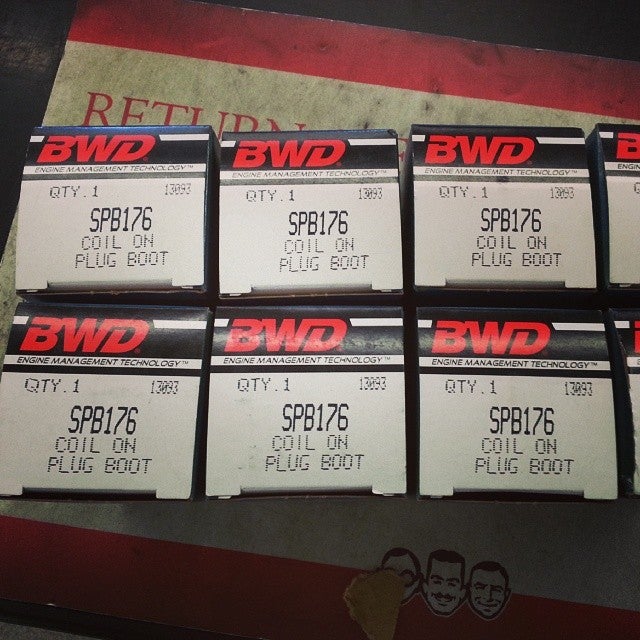 RETURN
BWD
ENGINE MANAGEMENT TECHNOLOGY™
QTY.1 13093
SPB176
COIL ON
PLUG BOOT
BWD
ENGINE MANAGEMENT TECHNOLOGY™
QTY.1 13093
SPB176
COIL ON
PLUG BOOT
BWD
ENGINE MANAGEMENT TECHNOLOGY™
QTY.1 13093
SPB176
COIL ON
PLUG BOOT
BWD
ENGINE MANAGEMENT TECHNOLOGY™
QTY.1 13093
SPB176
COIL ON
PLUG BOOT
BWD
ENGINE MANAGEMENT TECHNOLOGY™
QTY.1 13093
SPB176
COIL ON
PLUG BOOT
BWD
ENGINE MANAGEMENT TECHNOLOGY™
QTY.1 13093
SPB176
COIL ON
PLUG BOOT